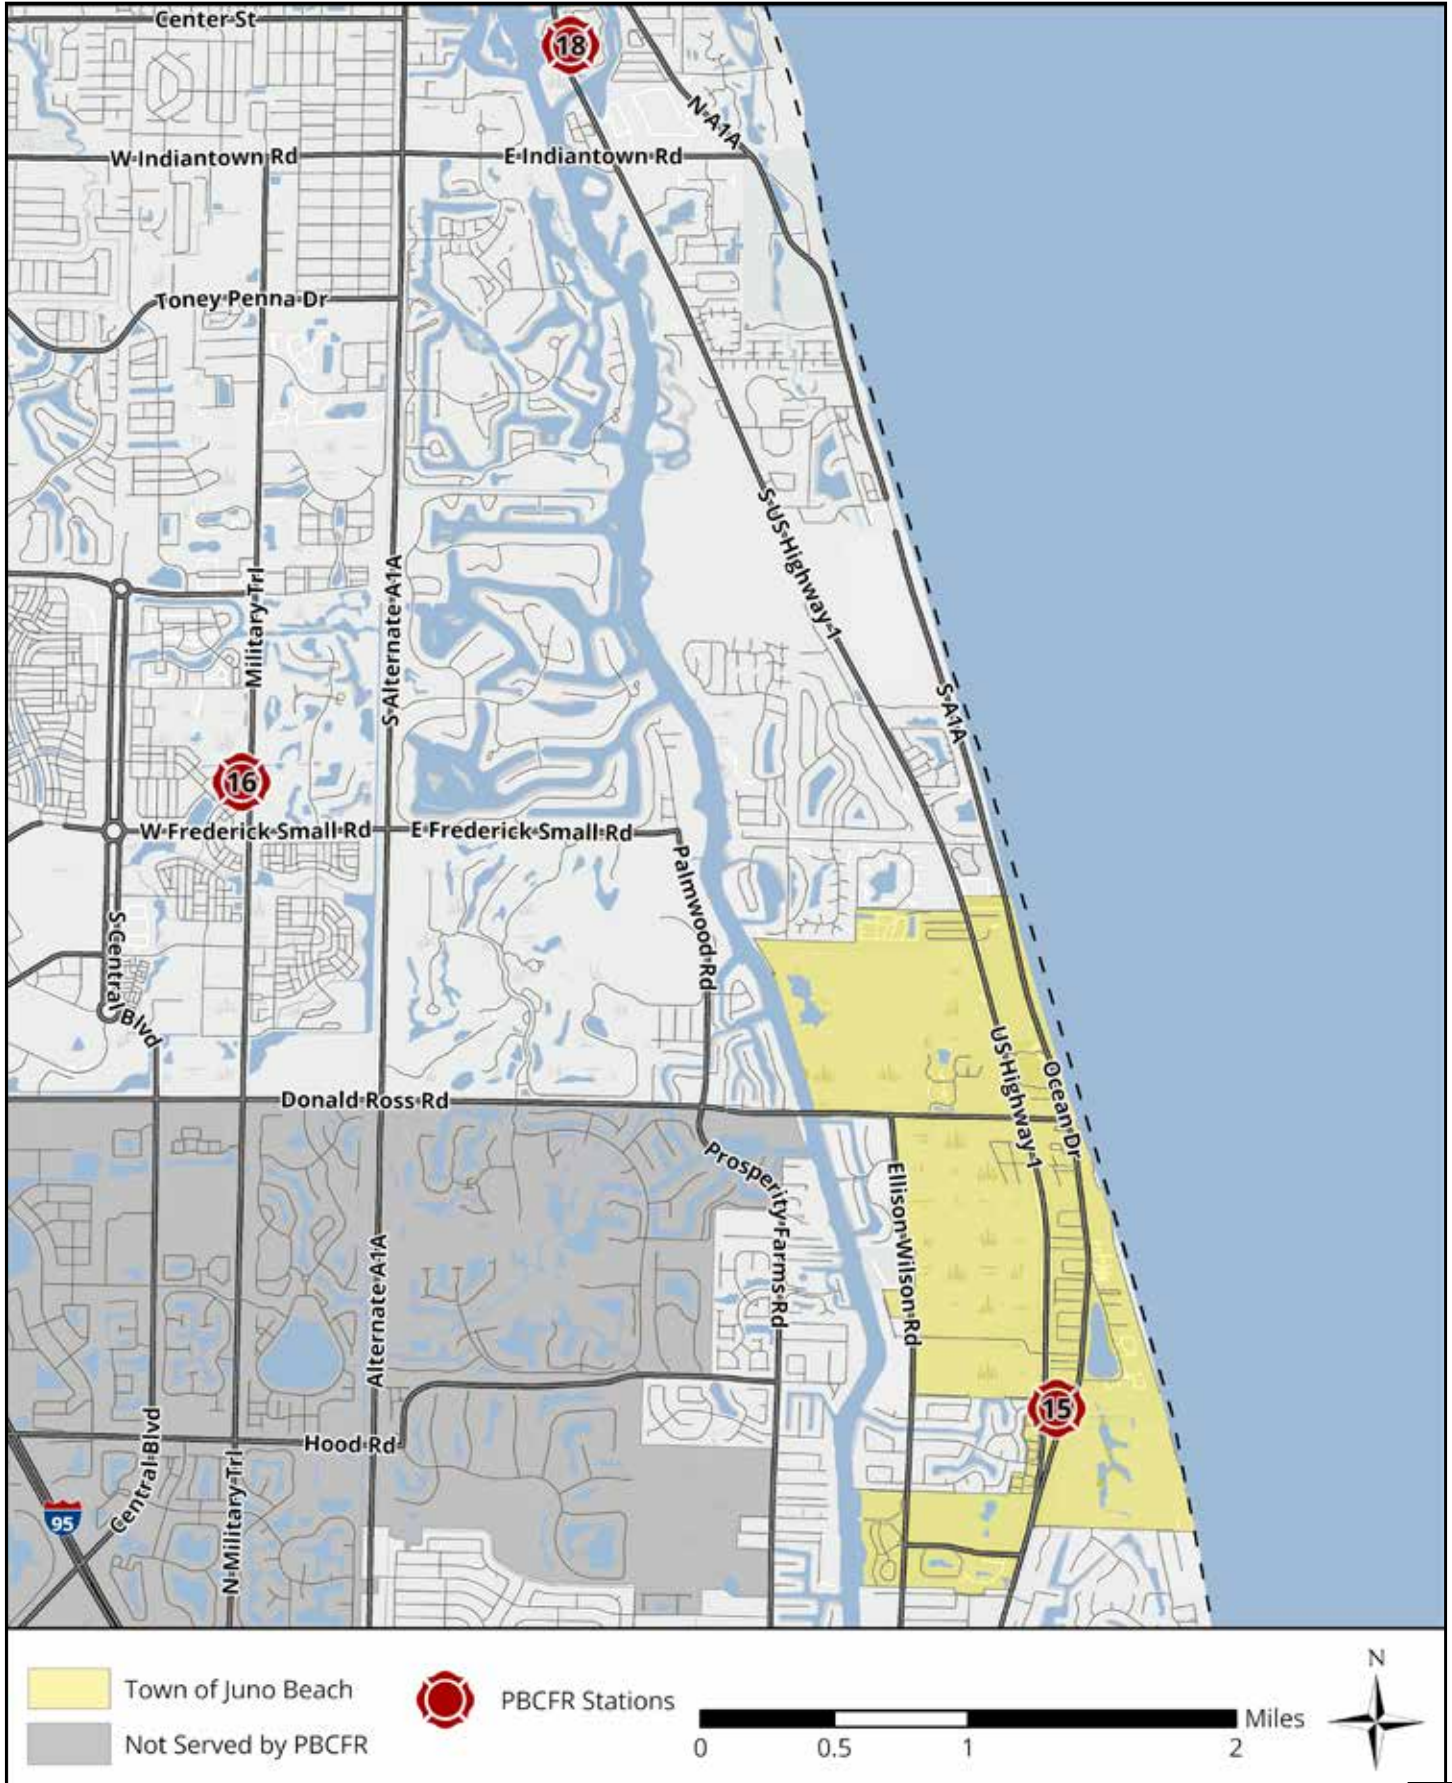 Center St
18
N A1A
W Indiantown Rd
E Indiantown Rd
Toney Penna Dr
S US Highway 1
Military Trl
S Alternate A1A
S A1A
16
W Frederick Small Rd
E Frederick Small Rd
Palmwood Rd
S Central Blvd
US Highway 1
Ocean Dr
Donald Ross Rd
Prosperity Farms Rd
Ellison Wilson Rd
Alternate A1A
15
Hood Rd
Central Blvd
N Military Trl
95
N
Town of Juno Beach
PBCFR Stations
Miles
Not Served by PBCFR
0
0.5
1
2